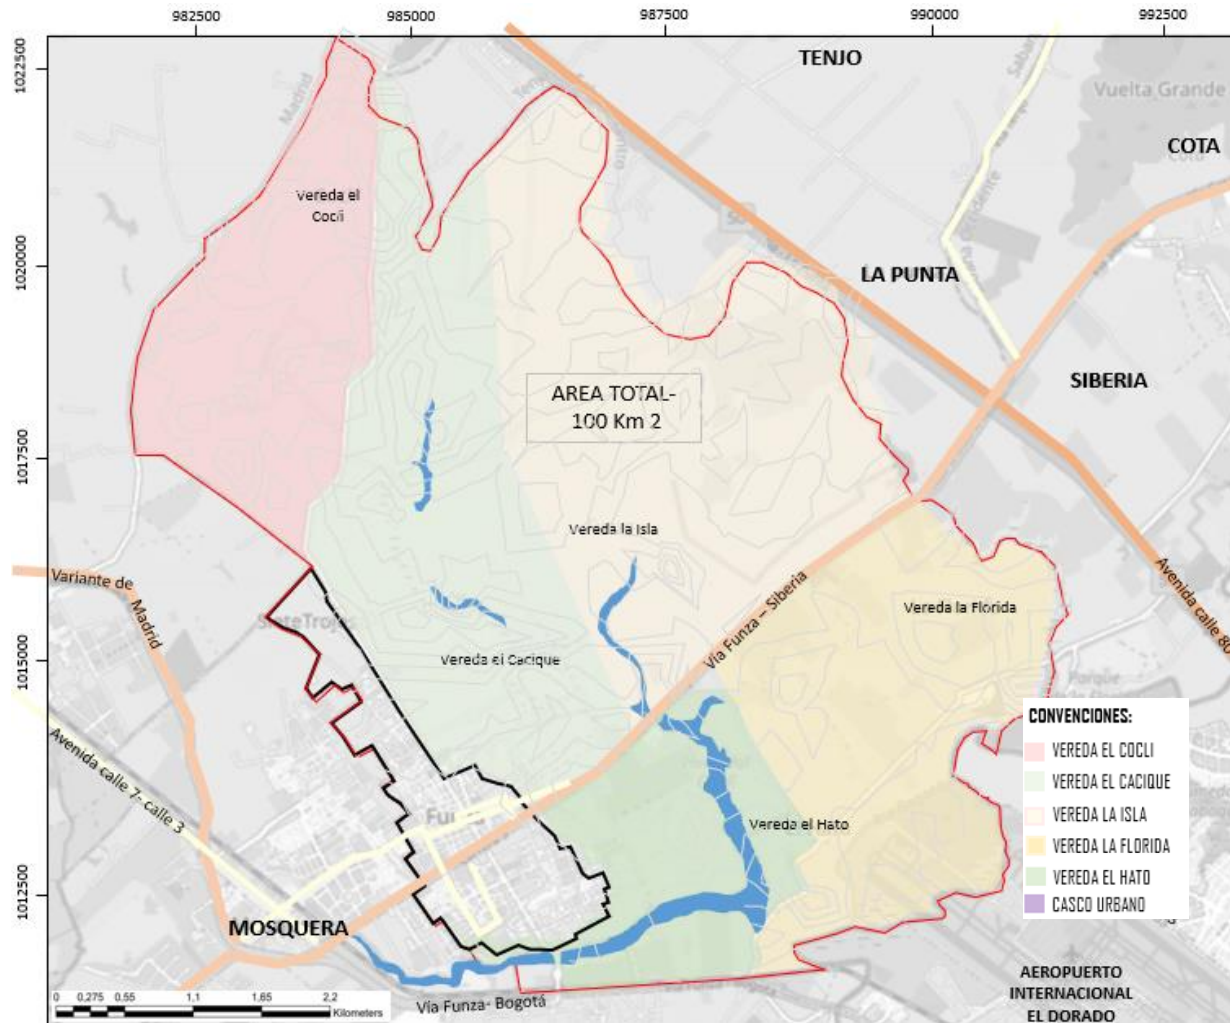 982500
985000
987500
990000
992500
1022500
1020000
1017500
1015000
1012500
TENJO
Vuelta Grande
COTA
Cota
Madrid
Vereda el
Cocli
LA PUNTA
SIBERIA
AREA TOTAL-
100 Km 2
Vereda la Isla
Vía Funza – Siberia
Vereda la Florida
Avenida calle 80
Variante de
Madrid
Siete Trojes
Vereda el Cacique
Avenida calle 7- calle 3
Vereda el Hato
MOSQUERA
Vía Funza- Bogotá
CONVENCIONES:
VEREDA EL COCLI
VEREDA EL CACIQUE
VEREDA LA ISLA
VEREDA LA FLORIDA
VEREDA EL HATO
CASCO URBANO
AEROPUERTO
INTERNACIONAL
EL DORADO
0 0,275 0,55 1,1 1,65 2,2
Kilometers